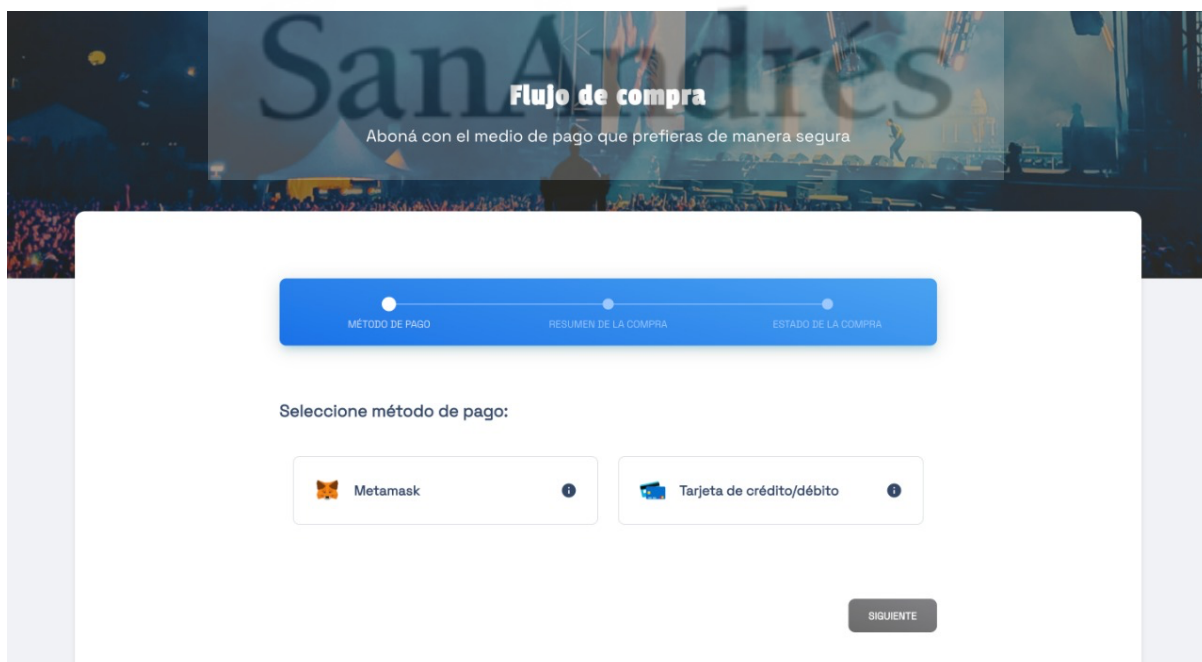 SanAndrés
Flujo de compra
Aboná con el medio de pago que prefieras de manera segura
MÉTODO DE PAGO
RESUMEN DE LA COMPRA
ESTADO DE LA COMPRA
Seleccione método de pago:
Metamask
Tarjeta de crédito/débito
SIGUIENTE